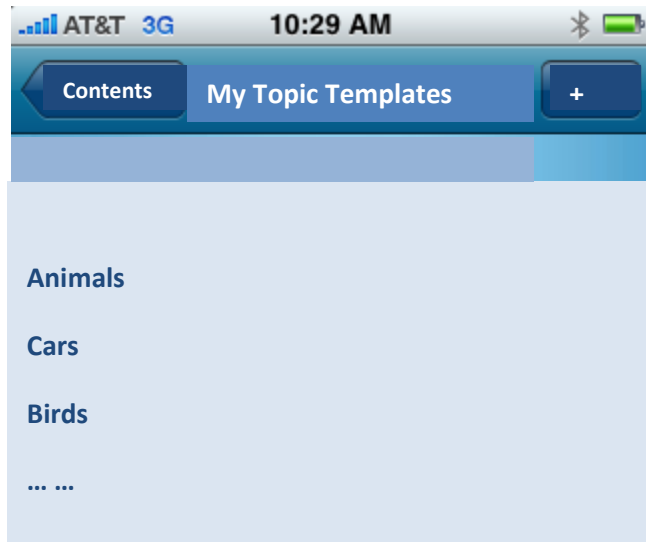 AT&T 3G 10:29 AM
Contents My Topic Templates +
Animals
Cars
Birds
... ...